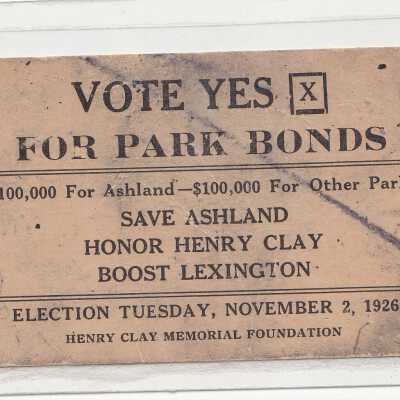 VOTE YES X
FOR PARK BONDS
100,000 For Ashland—$100,000 For Other Par
SAVE ASHLAND
HONOR HENRY CLAY
BOOST LEXINGTON
ELECTION TUESDAY, NOVEMBER 2, 1926
HENRY CLAY MEMORIAL FOUNDATION